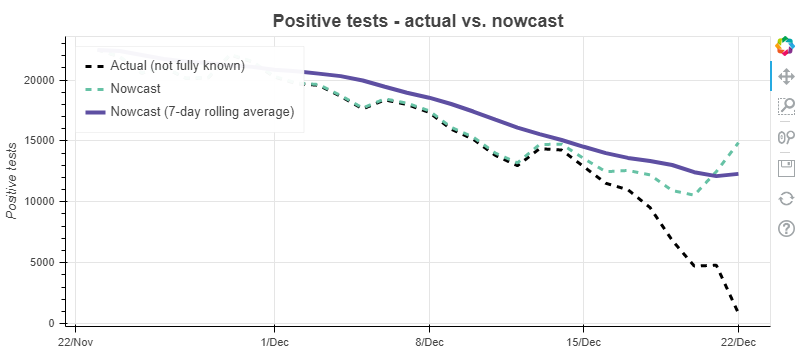 Positive tests - actual vs. nowcast
Actual (not fully known)
Nowcast
Nowcast (7-day rolling average)
Positive tests
20000
15000
10000
5000
0
22/Nov
1/Dec
8/Dec
15/Dec
22/Dec